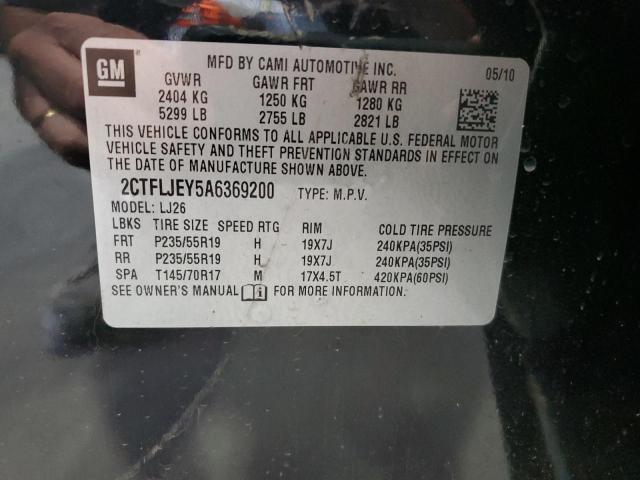 GM
MFD BY CAMI AUTOMOTIVE INC. 05/10
GVWR GAWR FRT GAWR RR
2404 KG 1250 KG 1280 KG
5299 LB 2755 LB 2821 LB
THIS VEHICLE CONFORMS TO ALL APPLICABLE U.S. FEDERAL MOTOR
VEHICLE SAFETY AND THEFT PREVENTION STANDARDS IN EFFECT ON
THE DATE OF MANUFACTURE SHOWN ABOVE.
2CTFLJEY5A6369200 TYPE: M.P.V.
MODEL: LJ26
LBKS TIRE SIZE SPEED RTG RIM COLD TIRE PRESSURE
FRT P235/55R19 H 19X7J 240KPA(35PSI)
RR P235/55R19 H 19X7J 240KPA(35PSI)
SPA T145/70R17 M 17X4.5T 420KPA(60PSI)
SEE OWNER'S MANUAL FOR MORE INFORMATION.